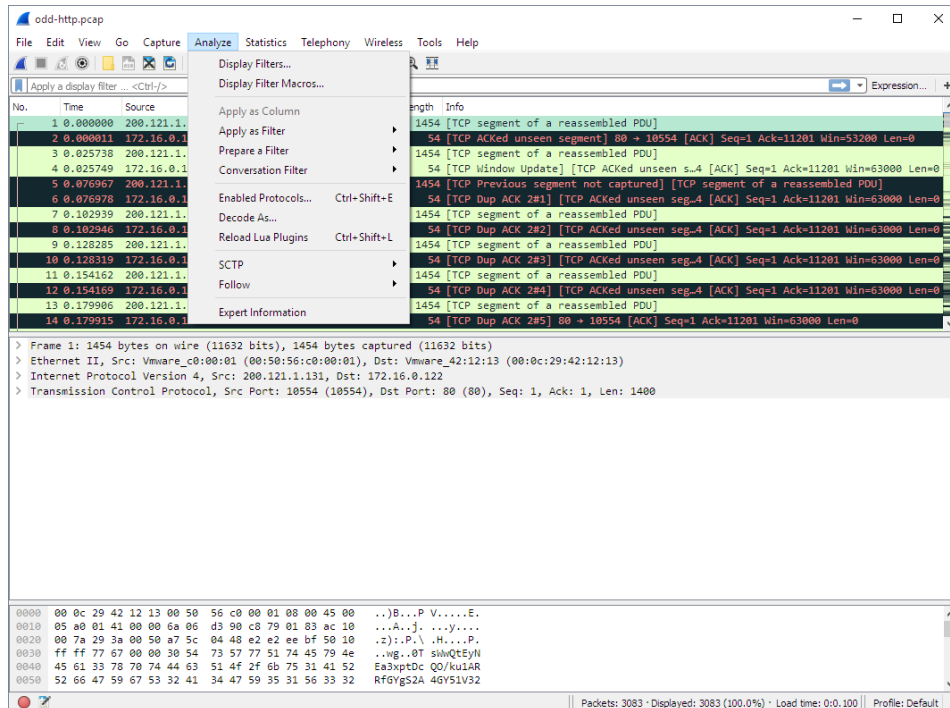 odd-http.pcap
File Edit View Go Capture Analyze Statistics Telephony Wireless Tools Help
Apply a display filter ... <Ctrl-/>
Expression...
+
Display Filters...
Display Filter Macros...
Apply as Column
Apply as Filter
Prepare a Filter
Conversation Filter
Enabled Protocols... Ctrl+Shift+E
Decode As...
Reload Lua Plugins Ctrl+Shift+L
SCTP
Follow
Expert Information
No. Time Source ength Info
1 0.000000 200.121.1. 1454 [TCP segment of a reassembled PDU]
2 0.000011 172.16.0.1 54 [TCP ACKed unseen segment] 80 → 10554 [ACK] Seq=1 Ack=11201 Win=53200 Len=0
3 0.025738 200.121.1. 1454 [TCP segment of a reassembled PDU]
4 0.025749 172.16.0.1 54 [TCP Window Update] [TCP ACKed unseen s…4 [ACK] Seq=1 Ack=11201 Win=63000 Len=0
5 0.076967 200.121.1. 1454 [TCP Previous segment not captured] [TCP segment of a reassembled PDU]
6 0.076978 172.16.0.1 54 [TCP Dup ACK 2#1] [TCP ACKed unseen seg…4 [ACK] Seq=1 Ack=11201 Win=63000 Len=0
7 0.102939 200.121.1. 1454 [TCP segment of a reassembled PDU]
8 0.102946 172.16.0.1 54 [TCP Dup ACK 2#2] [TCP ACKed unseen seg…4 [ACK] Seq=1 Ack=11201 Win=63000 Len=0
9 0.128285 200.121.1. 1454 [TCP segment of a reassembled PDU]
10 0.128319 172.16.0.1 54 [TCP Dup ACK 2#3] [TCP ACKed unseen seg…4 [ACK] Seq=1 Ack=11201 Win=63000 Len=0
11 0.154162 200.121.1. 1454 [TCP segment of a reassembled PDU]
12 0.154169 172.16.0.1 54 [TCP Dup ACK 2#4] [TCP ACKed unseen seg…4 [ACK] Seq=1 Ack=11201 Win=63000 Len=0
13 0.179906 200.121.1. 1454 [TCP segment of a reassembled PDU]
14 0.179915 172.16.0.1 54 [TCP Dup ACK 2#5] 80 → 10554 [ACK] Seq=1 Ack=11201 Win=63000 Len=0
> Frame 1: 1454 bytes on wire (11632 bits), 1454 bytes captured (11632 bits)
> Ethernet II, Src: Vmware_c0:00:01 (00:50:56:c0:00:01), Dst: Vmware_42:12:13 (00:0c:29:42:12:13)
> Internet Protocol Version 4, Src: 200.121.1.131, Dst: 172.16.0.122
> Transmission Control Protocol, Src Port: 10554 (10554), Dst Port: 80 (80), Seq: 1, Ack: 1, Len: 1400
0000 00 0c 29 42 12 13 00 50 56 c0 00 01 08 00 45 00 ..)B...P V.....E.
0010 05 a0 01 41 00 00 6a 06 d3 90 c8 79 01 83 ac 10 ...A..j. ...y....
0020 00 7a 29 3a 00 50 a7 5c 04 48 e2 e2 ee bf 50 10 .z):.P.\ .H....P.
0030 ff ff 77 67 00 00 30 54 73 57 77 51 74 45 79 4e ..wg..0T sWwQtEyN
0040 45 61 33 78 70 74 44 63 51 4f 2f 6b 75 31 41 52 Ea3xptDc QO/ku1AR
0050 52 66 47 59 67 53 32 41 34 47 59 35 31 56 33 32 RfGYgS2A 4GY51V32
Packets: 3083 · Displayed: 3083 (100.0%) · Load time: 0:0.100 Profile: Default